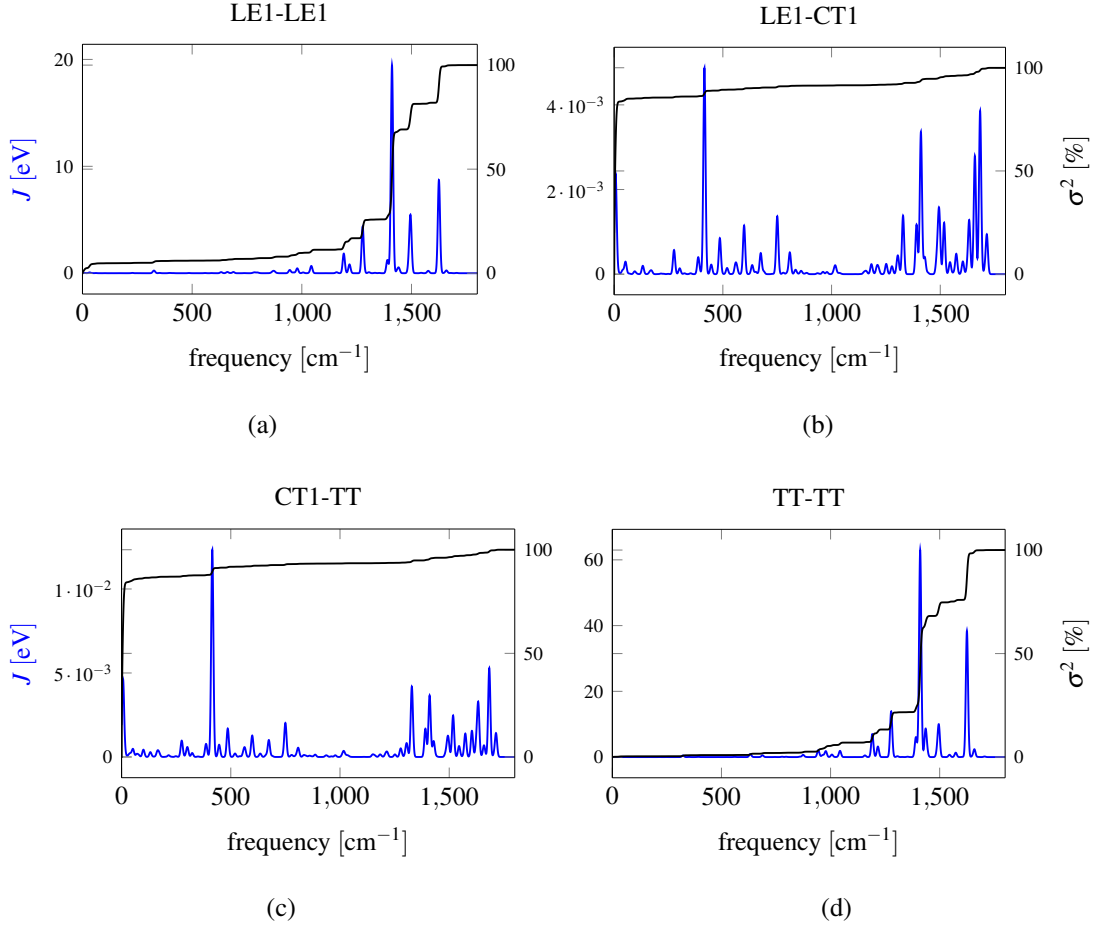 LE1-LE1
20
10
0
J [eV]
100
50
0
0 500 1,000 1,500
frequency [cm−1]
(a)
LE1-CT1
4 · 10−3
2 · 10−3
0
100
50
0
σ2 [%]
0 500 1,000 1,500
frequency [cm−1]
(b)
CT1-TT
1 · 10−2
5 · 10−3
0
J [eV]
100
50
0
0 500 1,000 1,500
frequency [cm−1]
(c)
TT-TT
60
40
20
0
100
50
0
σ2 [%]
0 500 1,000 1,500
frequency [cm−1]
(d)